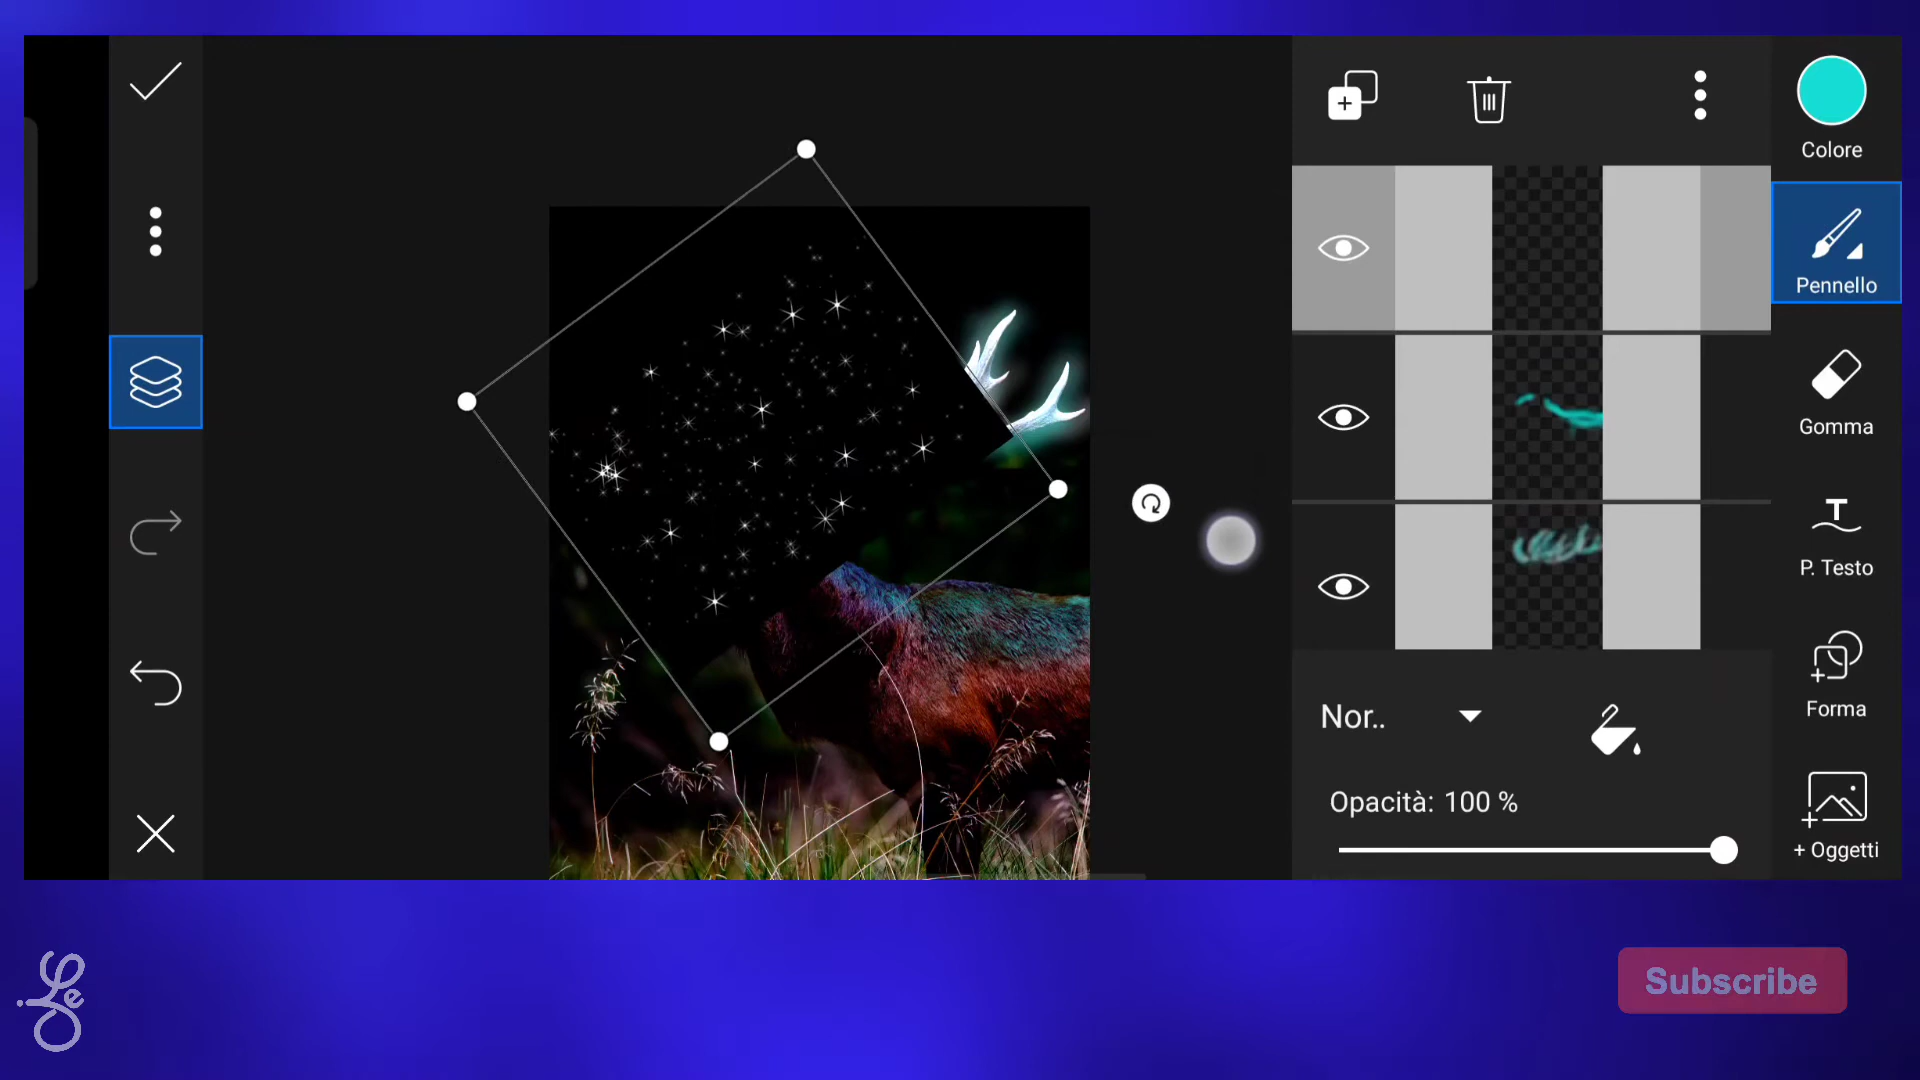 Colore
Pennello
Gomma
P. Testo
Forma
+ Oggetti
Nor..
Opacità: 100 %
Subscribe